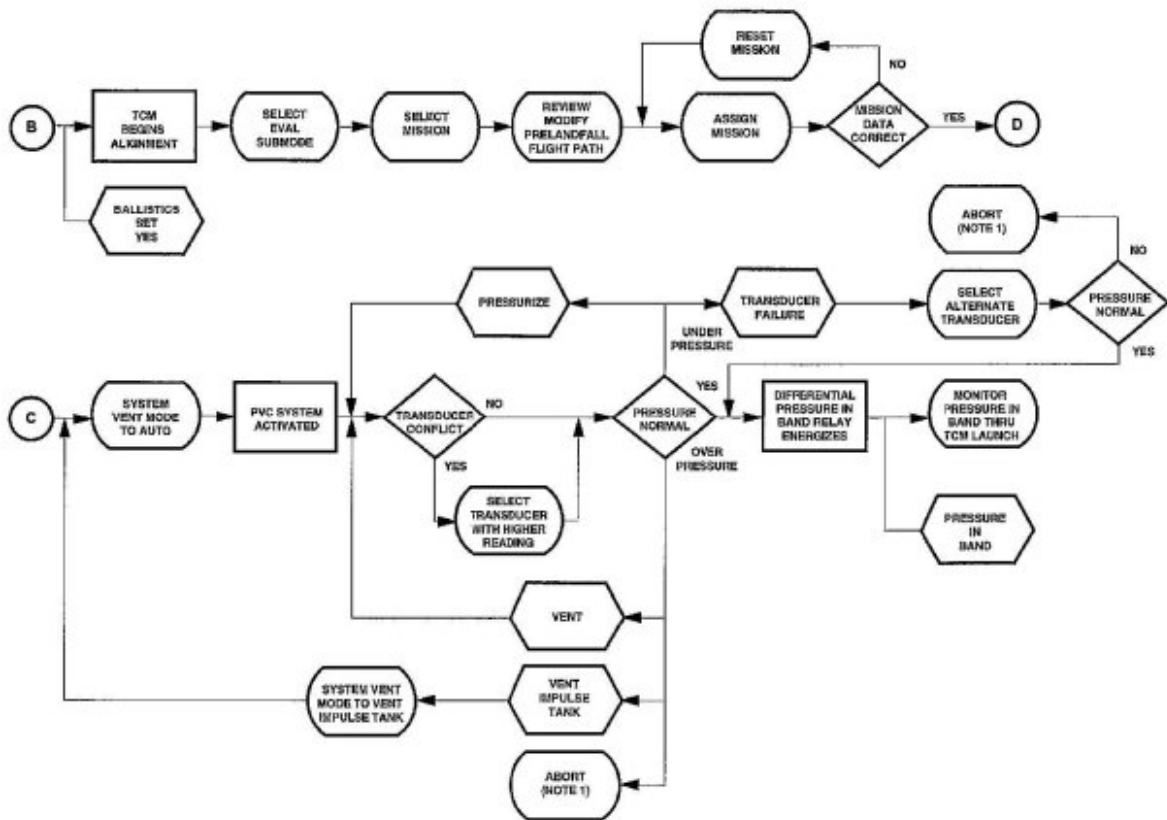 RESET
MISSION
NO
B
TCM
BEGINS
ALIGNMENT
SELECT
EVAL
SUBMODE
SELECT
MISSION
REVIEW/
MODIFY
PRELANDFALL
FLIGHT PATH
ASSIGN
MISSION
MISSION
DATA
CORRECT
YES
D
BALLISTICS
SET
YES
ABORT
(NOTE 1)
NO
PRESSURIZE
TRANSDUCER
FAILURE
SELECT
ALTERNATE
TRANSDUCER
PRESSURE
NORMAL
UNDER
PRESSURE
YES
C
SYSTEM
VENT MODE
TO AUTO
PVC SYSTEM
ACTIVATED
TRANSDUCER
CONFLICT
NO
YES
PRESSURE
NORMAL
YES
OVER
PRESSURE
DIFFERENTIAL
PRESSURE IN
BAND RELAY
ENERGIZES
MONITOR
PRESSURE IN
BAND THRU
TCM LAUNCH
SELECT
TRANSDUCER
WITH HIGHER
READING
PRESSURE
IN
BAND
VENT
SYSTEM VENT
MODE TO VENT
IMPULSE TANK
VENT
IMPULSE
TANK
ABORT
(NOTE 1)